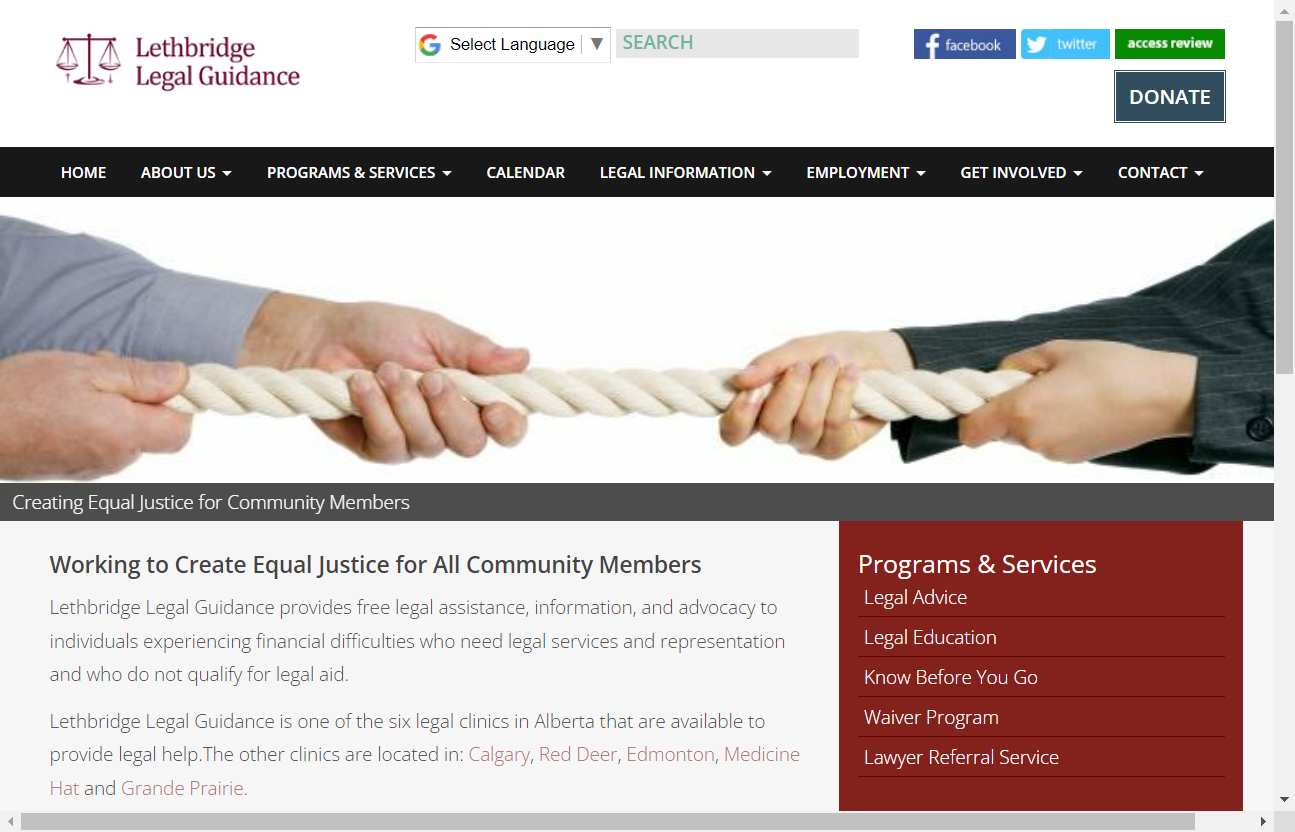 Lethbridge
Legal Guidance
Select Language ▼
SEARCH
facebook
twitter
access review
DONATE
HOME
ABOUT US
PROGRAMS & SERVICES
CALENDAR
LEGAL INFORMATION
EMPLOYMENT
GET INVOLVED
CONTACT
Creating Equal Justice for Community Members
Working to Create Equal Justice for All Community Members
Lethbridge Legal Guidance provides free legal assistance, information, and advocacy to
individuals experiencing financial difficulties who need legal services and representation
and who do not qualify for legal aid.
Lethbridge Legal Guidance is one of the six legal clinics in Alberta that are available to
provide legal help.The other clinics are located in: Calgary, Red Deer, Edmonton, Medicine
Hat and Grande Prairie.
Programs & Services
Legal Advice
Legal Education
Know Before You Go
Waiver Program
Lawyer Referral Service